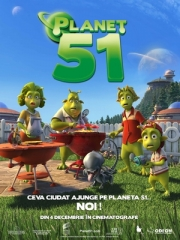 PLANET
51
CEVA CIUDAT AJUNGE PE PLANETA 51...
NOI !
DIN 4 DECEMBRIE ÎN CINEMATOGRAFE